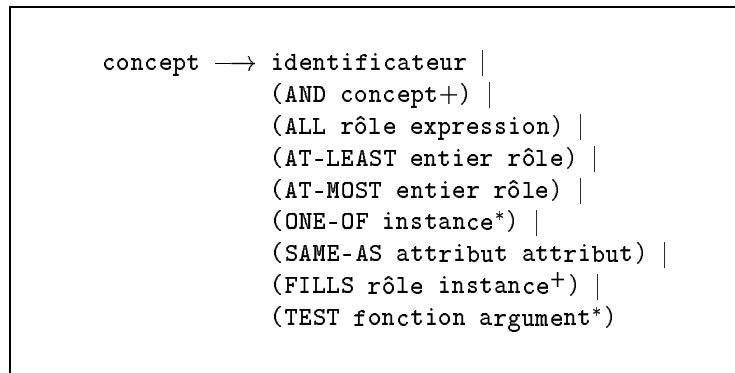 concept ⟶ identificateur |
(AND concept+) |
(ALL rôle expression) |
(AT-LEAST entier rôle) |
(AT-MOST entier rôle) |
(ONE-OF instance*) |
(SAME-AS attribut attribut) |
(FILLS rôle instance+) |
(TEST fonction argument*)